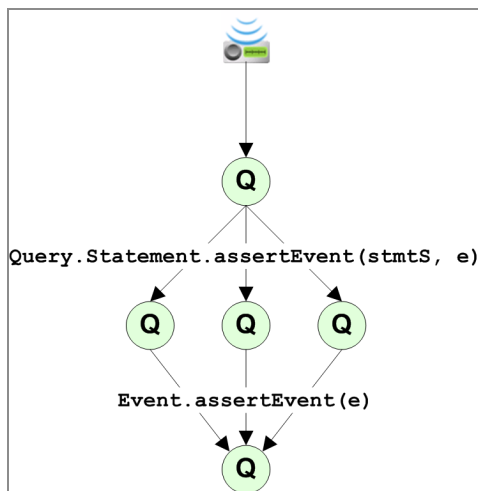 Q
Query.Statement.assertEvent(stmtS, e)
Q Q Q
Event.assertEvent(e)
Q